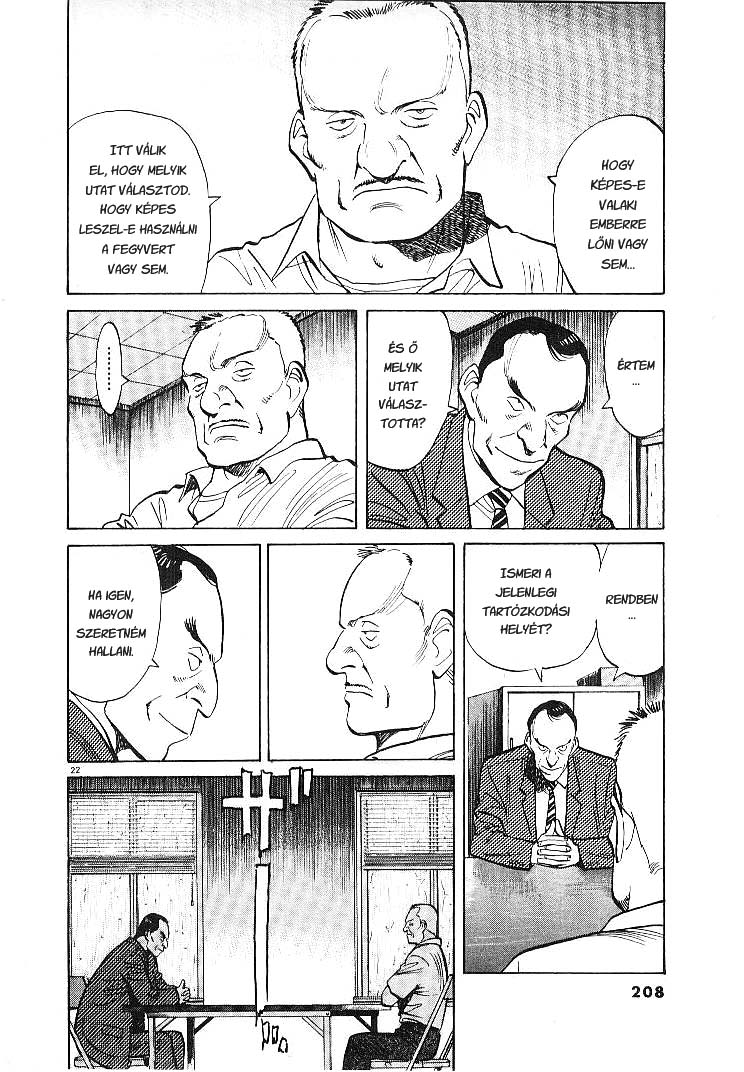 HOGY
KÉPES-E
VALAKI
EMBERRE
LŐNI VAGY
SEM...
ITT VÁLIK
EL, HOGY MELYIK
UTAT VÁLASZTOD.
HOGY KÉPES
LESZEL-E HASZNÁLNI
A FEGYVERT
VAGY SEM.
ÉRTEM
...
ÉS Ő
MELYIK
UTAT
VÁLASZ-
TOTTA?
........
RENDBEN
...
ISMERI A
JELENLEGI
TARTÓZKODÁSI
HELYÉT?
HA IGEN,
NAGYON
SZERETNÉM
HALLANI.
22
ザー
208